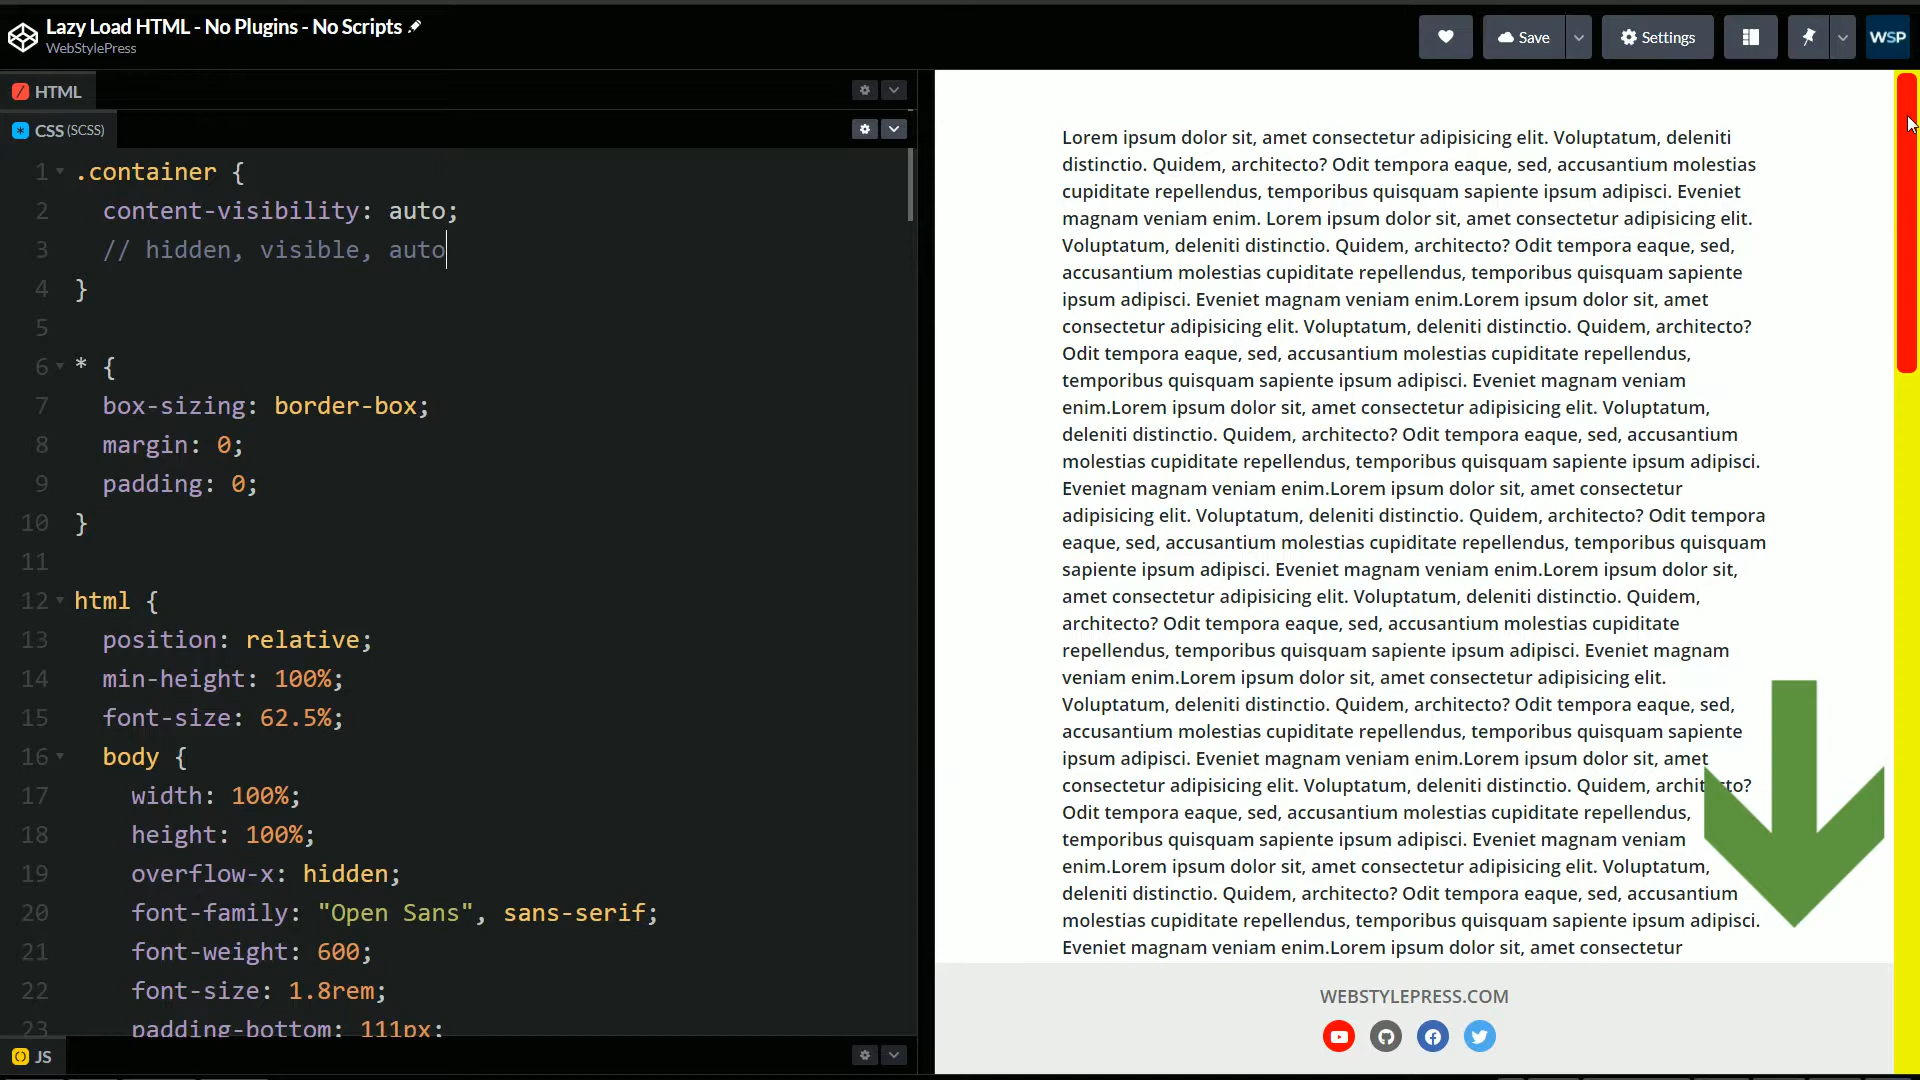 Lazy Load HTML - No Plugins - No Scripts
WebStylePress
Save
Settings
WSP
HTML
CSS (SCSS)
1 .container {
2 content-visibility: auto;
3 // hidden, visible, auto
4 }
5
6 * {
7 box-sizing: border-box;
8 margin: 0;
9 padding: 0;
10 }
11
12 html {
13 position: relative;
14 min-height: 100%;
15 font-size: 62.5%;
16 body {
17 width: 100%;
18 height: 100%;
19 overflow-x: hidden;
20 font-family: "Open Sans", sans-serif;
21 font-weight: 600;
22 font-size: 1.8rem;
23 padding-bottom: 111px;
JS
Lorem ipsum dolor sit, amet consectetur adipisicing elit. Voluptatum, deleniti
distinctio. Quidem, architecto? Odit tempora eaque, sed, accusantium molestias
cupiditate repellendus, temporibus quisquam sapiente ipsum adipisci. Eveniet
magnam veniam enim. Lorem ipsum dolor sit, amet consectetur adipisicing elit.
Voluptatum, deleniti distinctio. Quidem, architecto? Odit tempora eaque, sed,
accusantium molestias cupiditate repellendus, temporibus quisquam sapiente
ipsum adipisci. Eveniet magnam veniam enim.Lorem ipsum dolor sit, amet
consectetur adipisicing elit. Voluptatum, deleniti distinctio. Quidem, architecto?
Odit tempora eaque, sed, accusantium molestias cupiditate repellendus,
temporibus quisquam sapiente ipsum adipisci. Eveniet magnam veniam
enim.Lorem ipsum dolor sit, amet consectetur adipisicing elit. Voluptatum,
deleniti distinctio. Quidem, architecto? Odit tempora eaque, sed, accusantium
molestias cupiditate repellendus, temporibus quisquam sapiente ipsum adipisci.
Eveniet magnam veniam enim.Lorem ipsum dolor sit, amet consectetur
adipisicing elit. Voluptatum, deleniti distinctio. Quidem, architecto? Odit tempora
eaque, sed, accusantium molestias cupiditate repellendus, temporibus quisquam
sapiente ipsum adipisci. Eveniet magnam veniam enim.Lorem ipsum dolor sit,
amet consectetur adipisicing elit. Voluptatum, deleniti distinctio. Quidem,
architecto? Odit tempora eaque, sed, accusantium molestias cupiditate
repellendus, temporibus quisquam sapiente ipsum adipisci. Eveniet magnam
veniam enim.Lorem ipsum dolor sit, amet consectetur adipisicing elit.
Voluptatum, deleniti distinctio. Quidem, architecto? Odit tempora eaque, sed,
accusantium molestias cupiditate repellendus, temporibus quisquam sapiente
ipsum adipisci. Eveniet magnam veniam enim.Lorem ipsum dolor sit, amet
consectetur adipisicing elit. Voluptatum, deleniti distinctio. Quidem, architecto?
Odit tempora eaque, sed, accusantium molestias cupiditate repellendus,
temporibus quisquam sapiente ipsum adipisci. Eveniet magnam veniam
enim.Lorem ipsum dolor sit, amet consectetur adipisicing elit. Voluptatum,
deleniti distinctio. Quidem, architecto? Odit tempora eaque, sed, accusantium
molestias cupiditate repellendus, temporibus quisquam sapiente ipsum adipisci.
Eveniet magnam veniam enim.Lorem ipsum dolor sit, amet consectetur
WEBSTYLEPRESS.COM